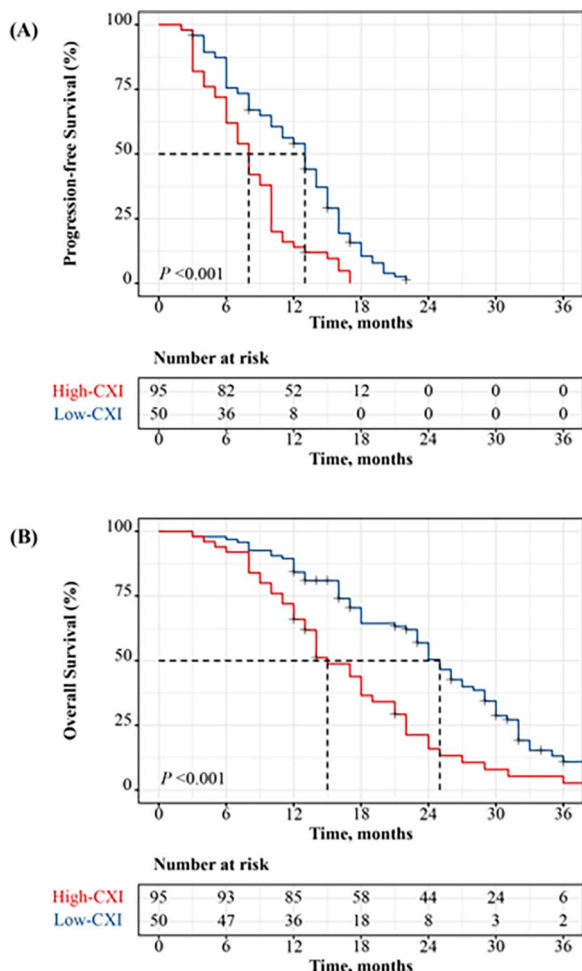 (A)
Progression-free Survival (%)
100
75
50
25
0
P <0.001
0 6 12 18 24 30 36
Time, months
Number at risk
High-CXI 95 82 52 12 0 0 0
Low-CXI 50 36 8 0 0 0 0
0 6 12 18 24 30 36
Time, months
(B)
Overall Survival (%)
100
75
50
25
0
P <0.001
0 6 12 18 24 30 36
Time, months
Number at risk
High-CXI 95 93 85 58 44 24 6
Low-CXI 50 47 36 18 8 3 2
0 6 12 18 24 30 36
Time, months